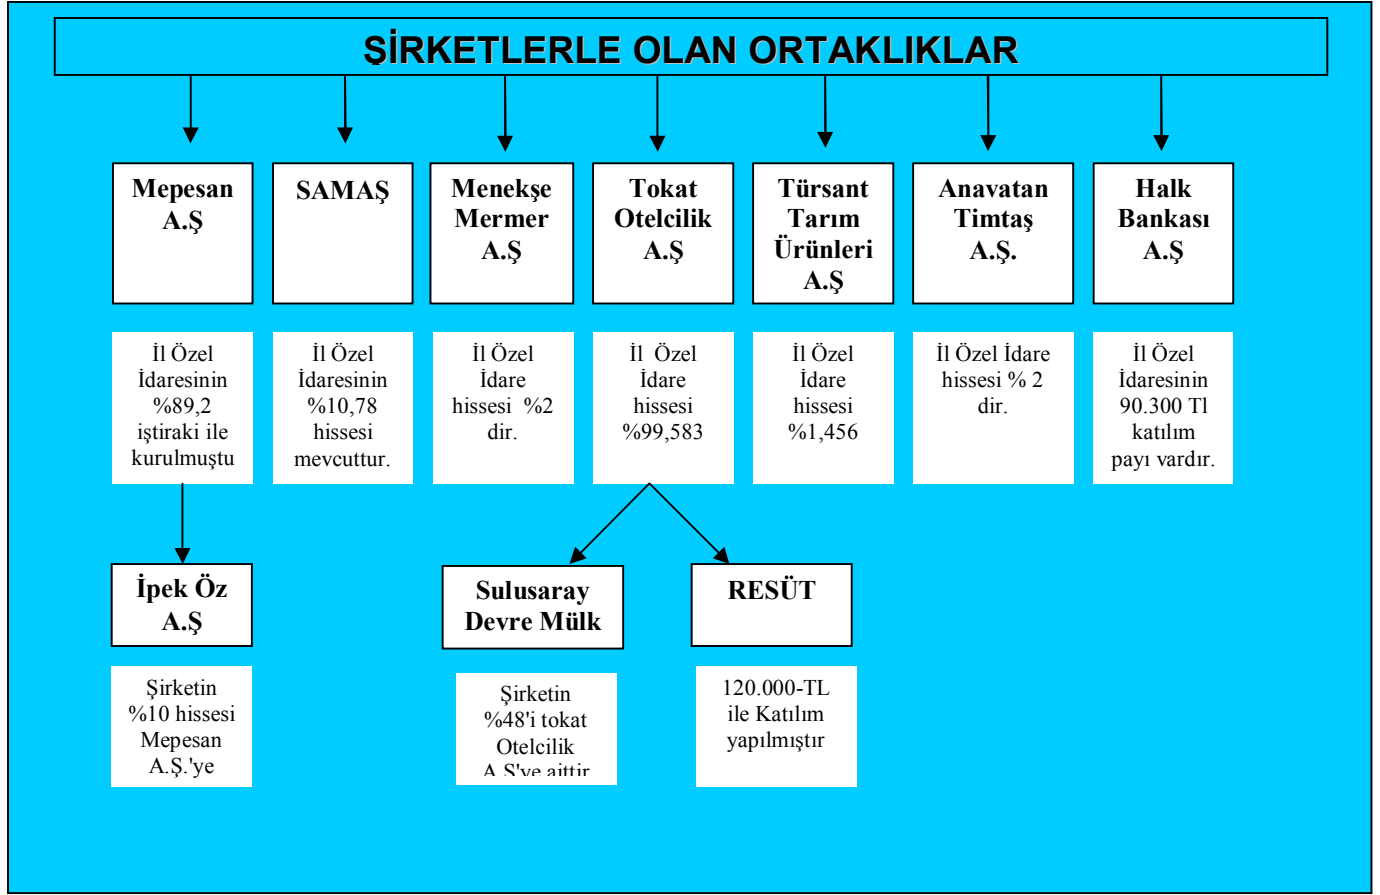 ŞİRKETLERLE OLAN ORTAKLIKLAR
Mepesan
A.Ş
SAMAŞ
Menekşe
Mermer
A.Ş
Tokat
Otelcilik
A.Ş
Türsant
Tarım
Ürünleri
A.Ş
Anavatan
Timtaş
A.Ş.
Halk
Bankası
A.Ş
İl Özel
İdaresinin
%89,2
iştiraki ile
kurulmuştu
İl Özel
İdaresinin
%10,78
hissesi
mevcuttur.
İl Özel
İdare
hissesi %2
dir.
İl Özel
İdare
hissesi
%99,583
İl Özel
İdare
hissesi
%1,456
İl Özel İdare
hissesi % 2
dir.
İl Özel
İdaresinin
90.300 Tl
katılım
payı vardır.
İpek Öz
A.Ş
Sulusaray
Devre Mülk
RESÜT
Şirketin
%10 hissesi
Mepesan
A.Ş.'ye
Şirketin
%48'i tokat
Otelcilik
A.Ş'ye aittir
120.000-TL
ile Katılım
yapılmıştır